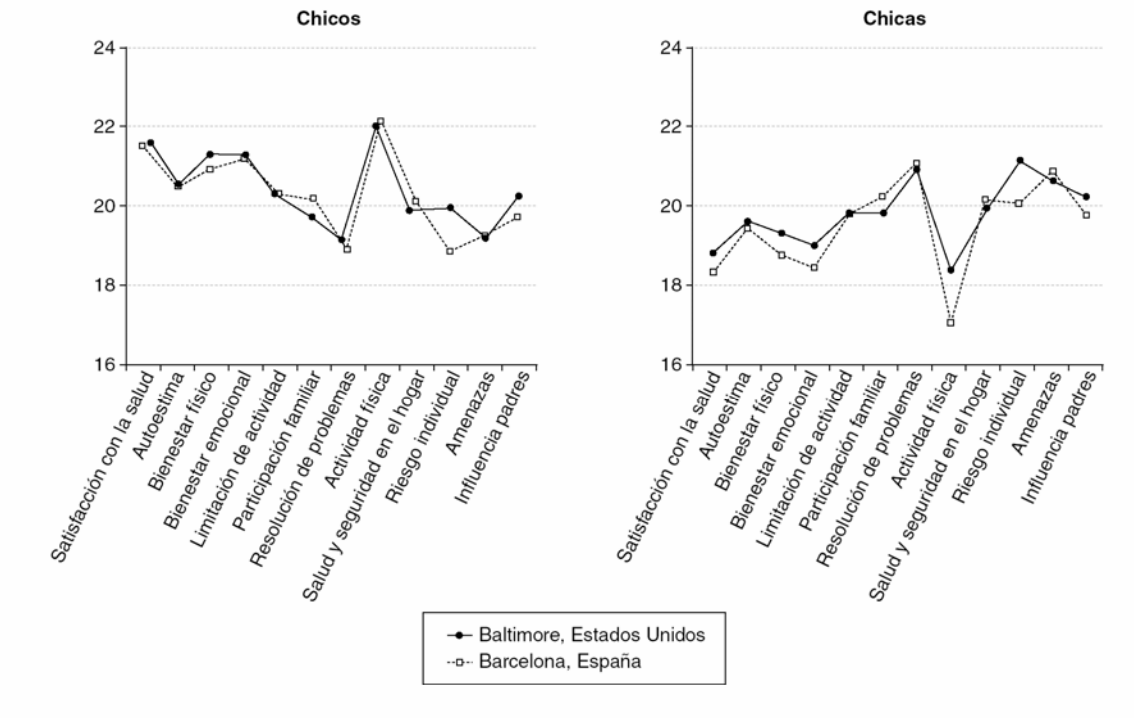 Chicos
24
22
20
18
16
Satisfacción con la salud
Autoestima
Bienestar físico
Bienestar emocional
Limitación de actividad
Participación familiar
Resolución de problemas
Actividad física
Salud y seguridad en el hogar
Riesgo individual
Amenazas
Influencia padres
Chicas
24
22
20
18
16
Satisfacción con la salud
Autoestima
Bienestar físico
Bienestar emocional
Limitación de actividad
Participación familiar
Resolución de problemas
Actividad física
Salud y seguridad en el hogar
Riesgo individual
Amenazas
Influencia padres
Baltimore, Estados Unidos
Barcelona, España